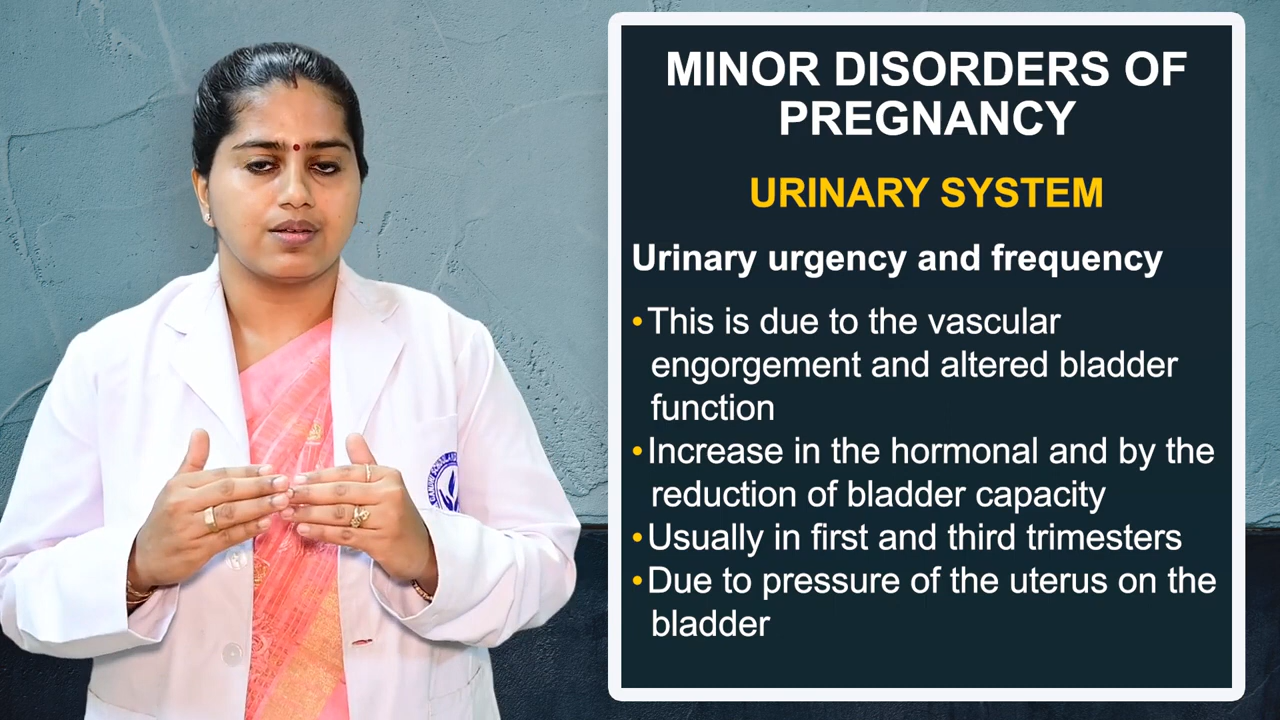 MINOR DISORDERS OF
PREGNANCY
URINARY SYSTEM
Urinary urgency and frequency
•This is due to the vascular
engorgement and altered bladder
function
•Increase in the hormonal and by the
reduction of bladder capacity
•Usually in first and third trimesters
•Due to pressure of the uterus on the
bladder